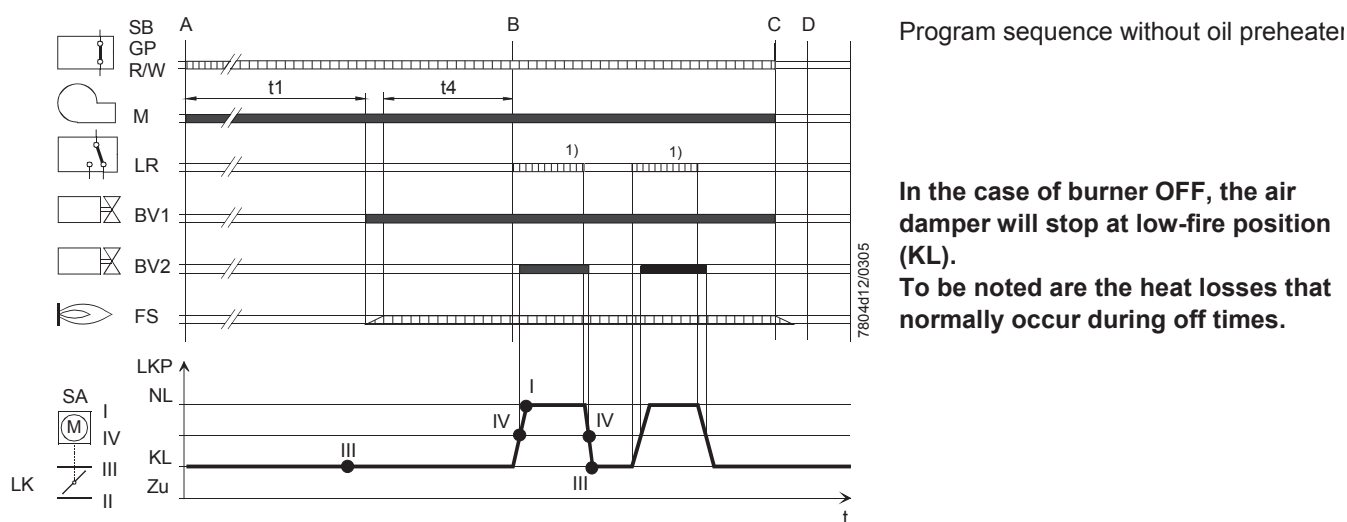 SB A B C D
GP
R/W
t1 t4
M
1) 1)
LR
BV1
BV2
FS
7804d12/0305
LKP
NL
SA
I
I
M
IV
IV
IV
III
KL
III
III
LK
Zu
II
t
Program sequence without oil preheater
In the case of burner OFF, the air
damper will stop at low-fire position
(KL).
To be noted are the heat losses that
normally occur during off times.